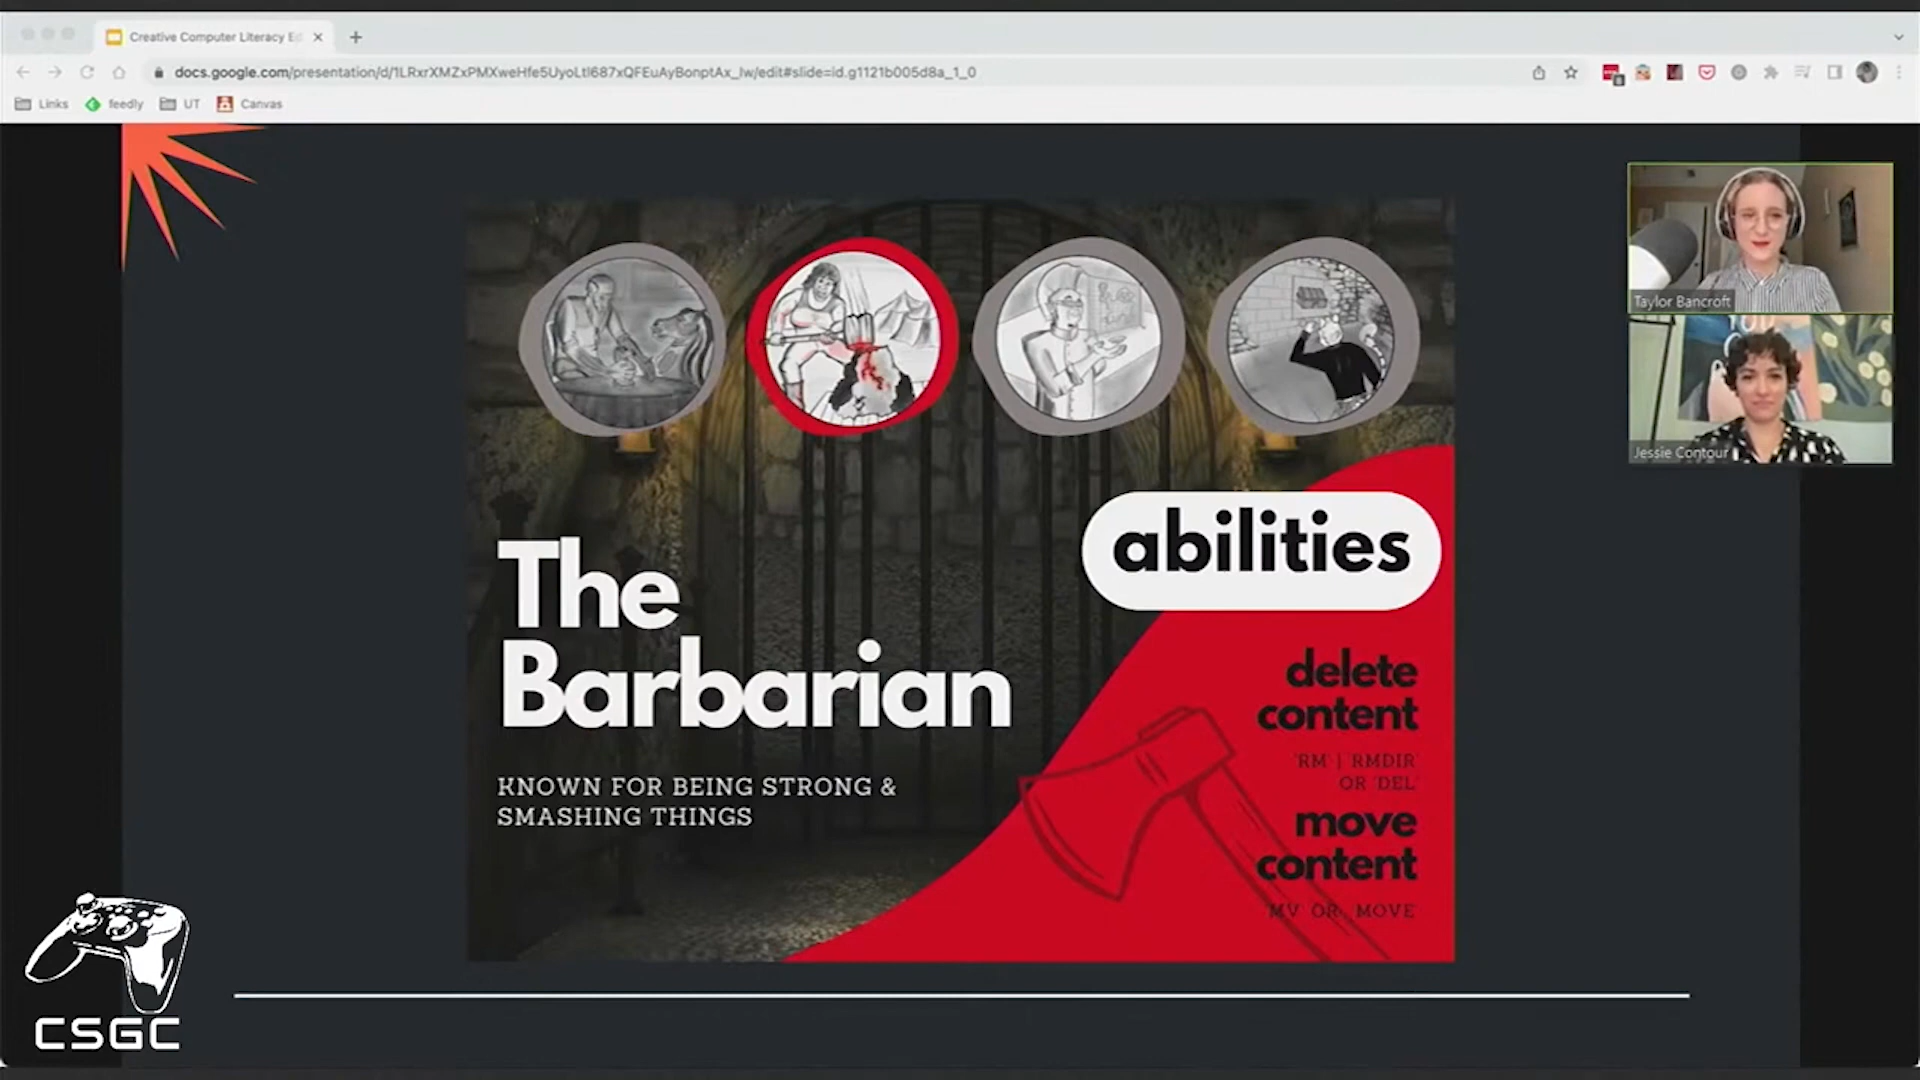 Creative Computer Literacy Ed
docs.google.com/presentation/d/1LRxrXMZxPMXweHfe5UyoLtl687xQFEuAyBonptAx_Iw/edit#slide=id.g1121b005d8a_1_0
Links
feedly
UT
Canvas
Taylor Bancroft
Jessie Contour
abilities
The
Barbarian
KNOWN FOR BEING STRONG &
SMASHING THINGS
delete
content
'RM' | 'RMDIR'
OR 'DEL'
move
content
'MV' OR 'MOVE'
CSGC